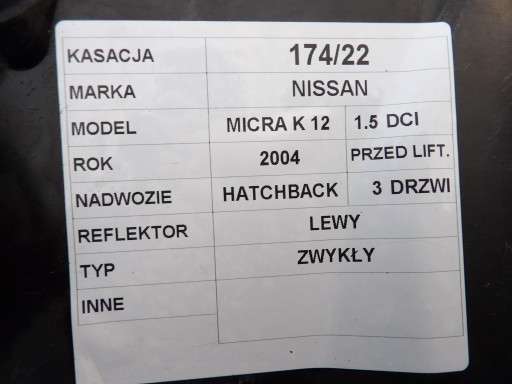 KASACJA 174/22
MARKA NISSAN
MODEL MICRA K 12 1.5 DCI
ROK 2004 PRZED LIFT.
NADWOZIE HATCHBACK 3 DRZWI
REFLEKTOR LEWY
TYP ZWYKŁY
INNE